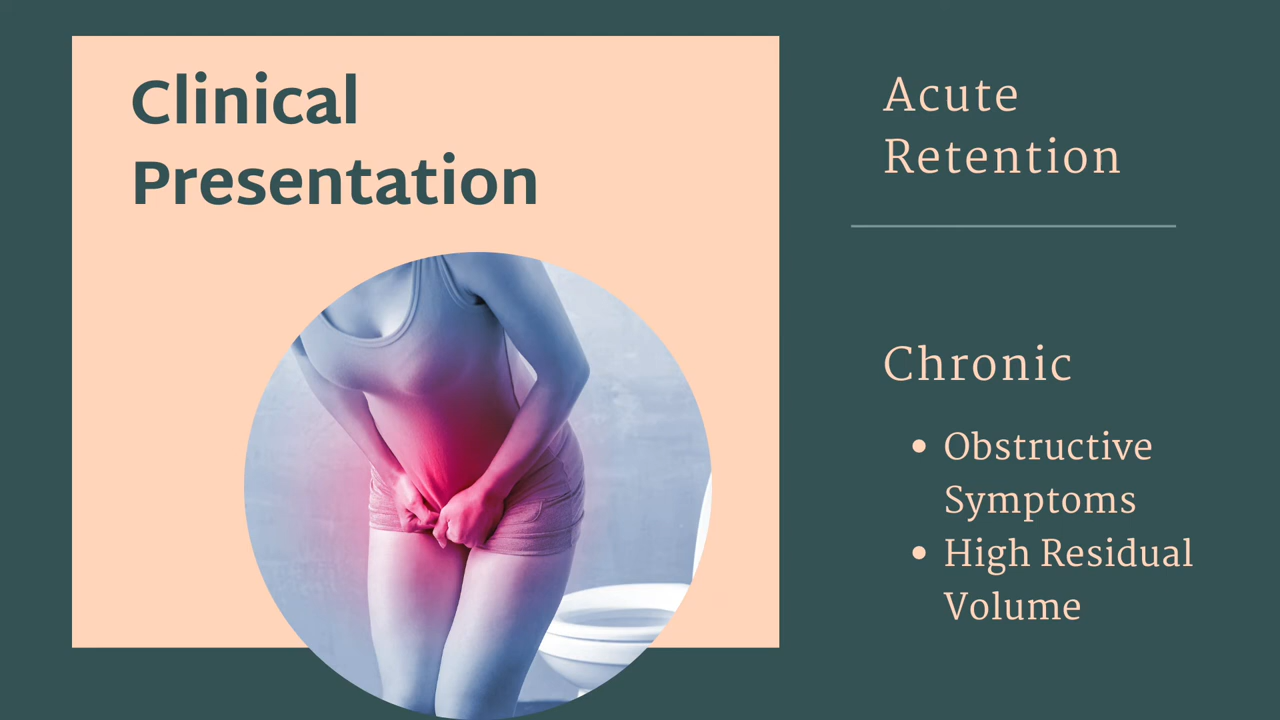 Clinical
Presentation
Acute
Retention
Chronic
• Obstructive
Symptoms
• High Residual
Volume